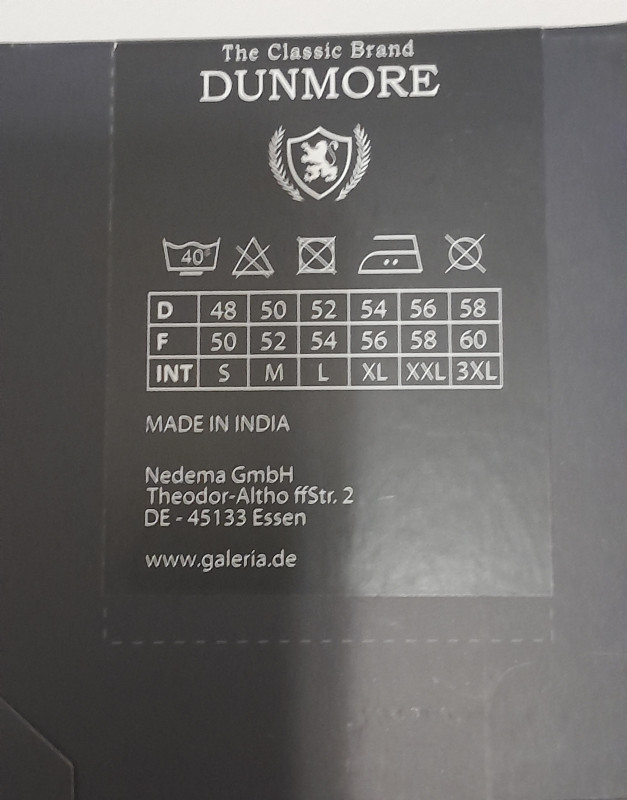 The Classic Brand
DUNMORE
40°
D 48 50 52 54 56 58
F 50 52 54 56 58 60
INT S M L XL XXL 3XL
MADE IN INDIA
Nedema GmbH
Theodor-Altho ffStr. 2
DE - 45133 Essen
www.galeria.de